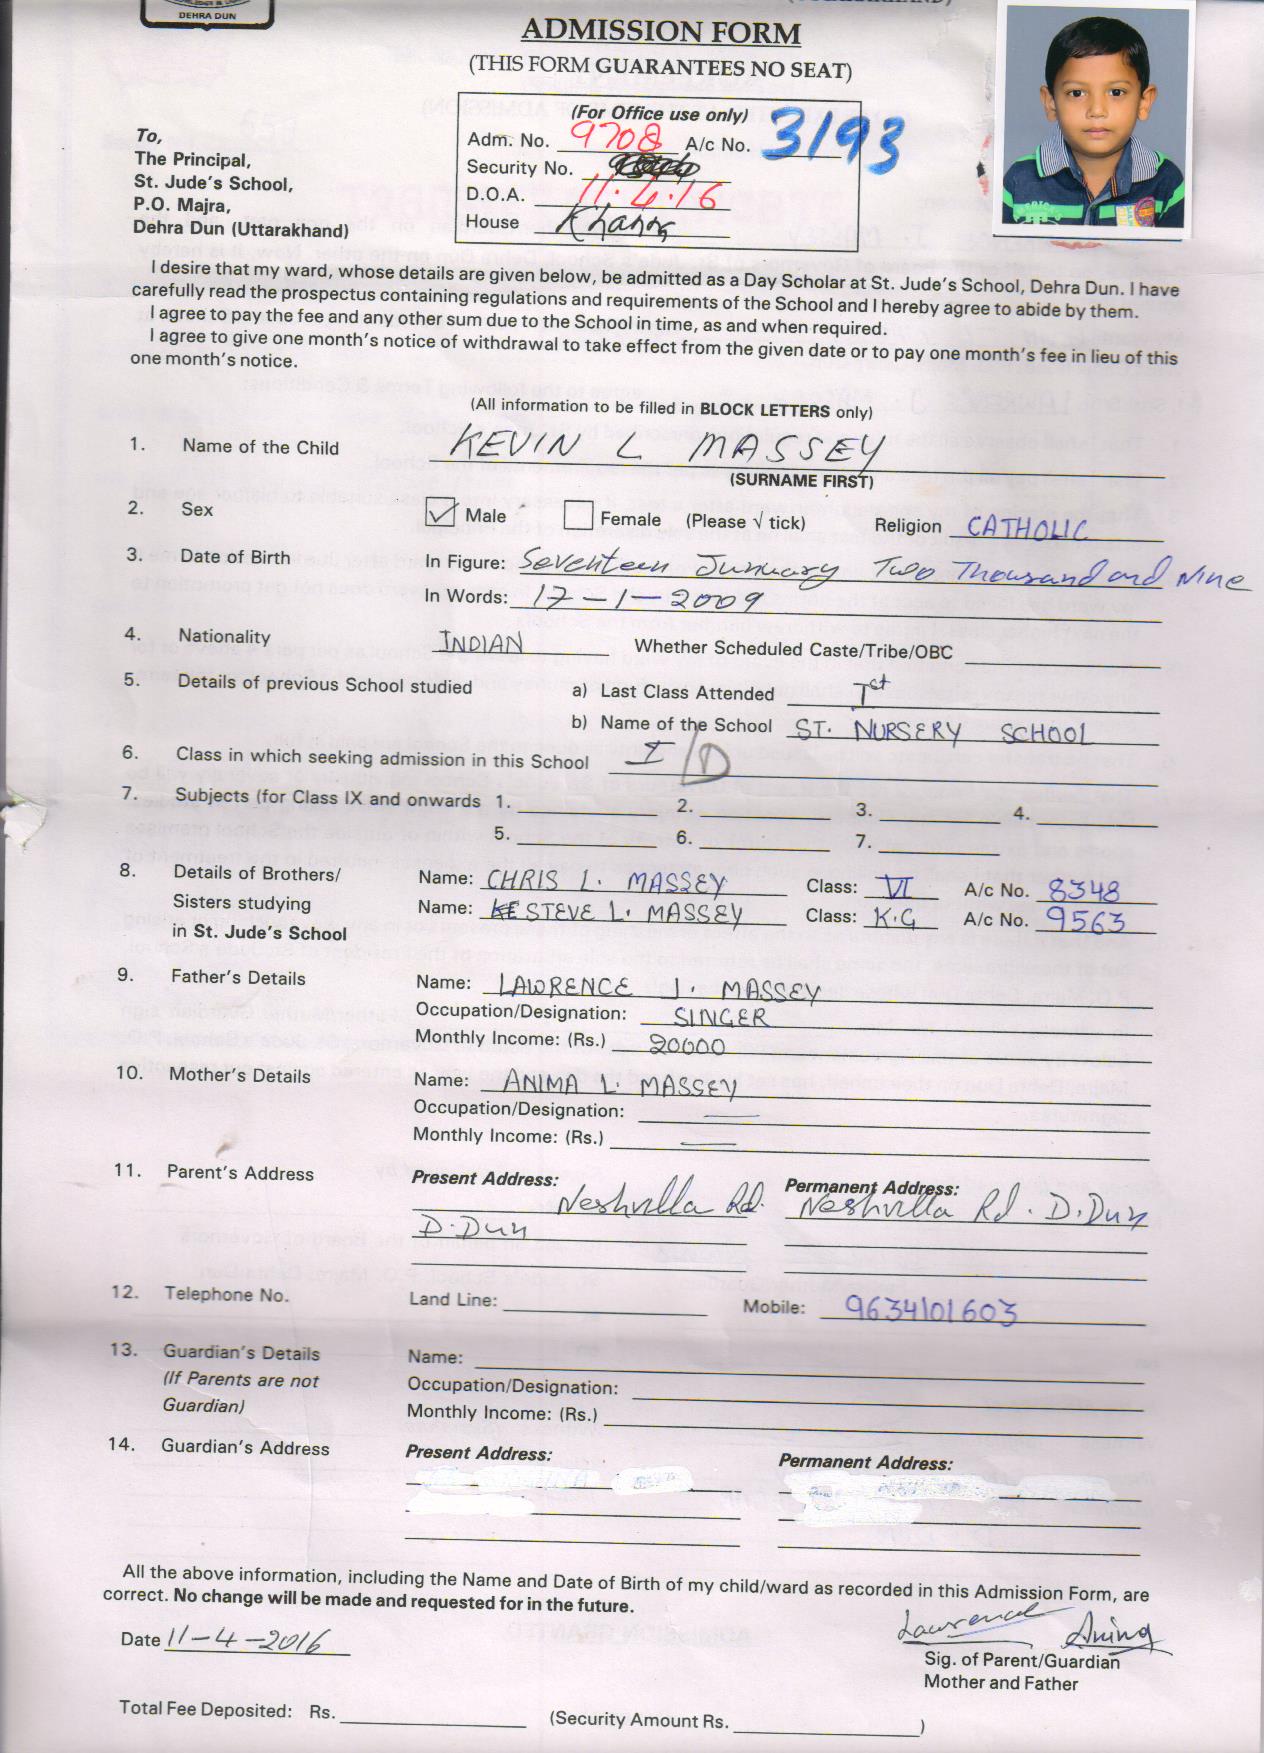 DEHRA DUN
ADMISSION FORM
(THIS FORM GUARANTEES NO SEAT)
(For Office use only)
Adm. No. 9708 A/c No. 3193
Security No.
D.O.A. 11.4.16
House Khanna
To,
The Principal,
St. Jude's School,
P.O. Majra,
Dehra Dun (Uttarakhand)
I desire that my ward, whose details are given below, be admitted as a Day Scholar at St. Jude's School, Dehra Dun. I have
carefully read the prospectus containing regulations and requirements of the School and I hereby agree to abide by them.
I agree to pay the fee and any other sum due to the School in time, as and when required.
I agree to give one month's notice of withdrawal to take effect from the given date or to pay one month's fee in lieu of this
one month's notice.
(All information to be filled in BLOCK LETTERS only)
1. Name of the Child KEVIN L MASSEY
(SURNAME FIRST)
2. Sex ✓ Male Female (Please √ tick) Religion CATHOLIC
3. Date of Birth In Figure: Seventeen Junuary Two Thousand and Nine
In Words: 17-1-2009
4. Nationality INDIAN Whether Scheduled Caste/Tribe/OBC
5. Details of previous School studied a) Last Class Attended Ist
b) Name of the School ST. NURSERY SCHOOL
6. Class in which seeking admission in this School I/D
7. Subjects (for Class IX and onwards 1. 2. 3. 4.
5. 6. 7.
8. Details of Brothers/ Name: CHRIS L. MASSEY Class: VI A/c No. 8348
Sisters studying Name: STEVE L. MASSEY Class: K.G A/c No. 9563
in St. Jude's School
9. Father's Details Name: LAWRENCE J. MASSEY
Occupation/Designation: SINGER
Monthly Income: (Rs.) 20000
10. Mother's Details Name: ANIMA L. MASSEY
Occupation/Designation: —
Monthly Income: (Rs.) —
11. Parent's Address Present Address: Permanent Address:
Neshvilla Rd. Neshvilla Rd. D.Dun
D.Dun
12. Telephone No. Land Line: Mobile: 9634101603
13. Guardian's Details Name:
(If Parents are not Occupation/Designation:
Guardian) Monthly Income: (Rs.)
14. Guardian's Address Present Address: Permanent Address:
All the above information, including the Name and Date of Birth of my child/ward as recorded in this Admission Form, are
correct. No change will be made and requested for in the future.
Date 11-4-2016 Lawrence Anima
Sig. of Parent/Guardian
Mother and Father
Total Fee Deposited: Rs. (Security Amount Rs. )